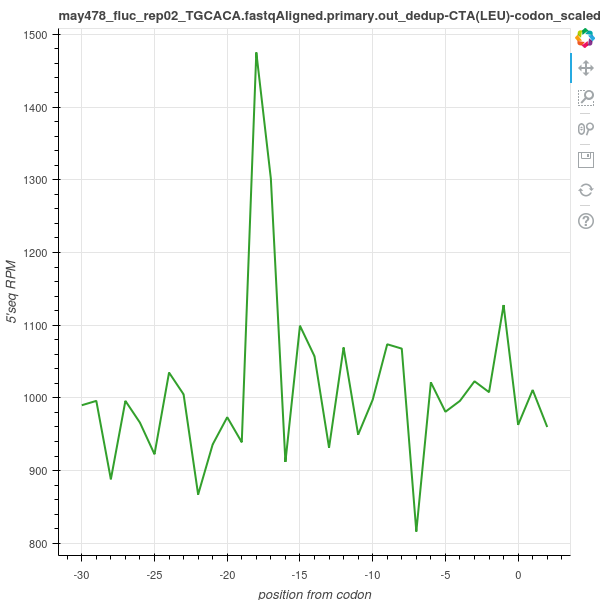 may478_fluc_rep02_TGCACA.fastqAligned.primary.out_dedup-CTA(LEU)-codon_scaled
1500
1400
1300
1200
1100
1000
900
800
5'seq RPM
-30 -25 -20 -15 -10 -5 0
position from codon